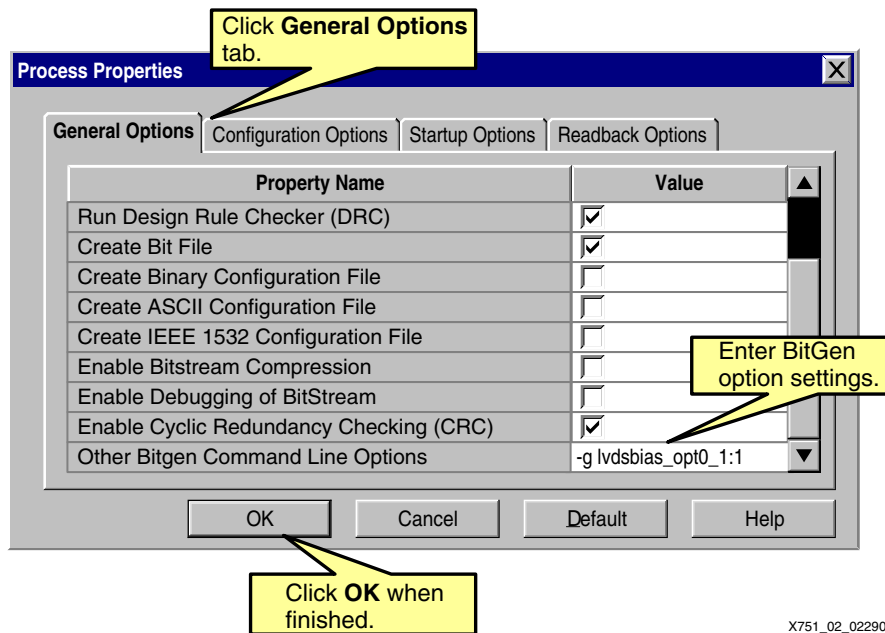 Click General Options
tab.
Process Properties
General Options
Configuration Options
Startup Options
Readback Options
Property Name
Value
Run Design Rule Checker (DRC)
Create Bit File
Create Binary Configuration File
Create ASCII Configuration File
Create IEEE 1532 Configuration File
Enable Bitstream Compression
Enable Debugging of BitStream
Enable Cyclic Redundancy Checking (CRC)
Other Bitgen Command Line Options
-g lvdsbias_opt0_1:1
Enter BitGen
option settings.
OK
Cancel
Default
Help
Click OK when
finished.
X751_02_02290